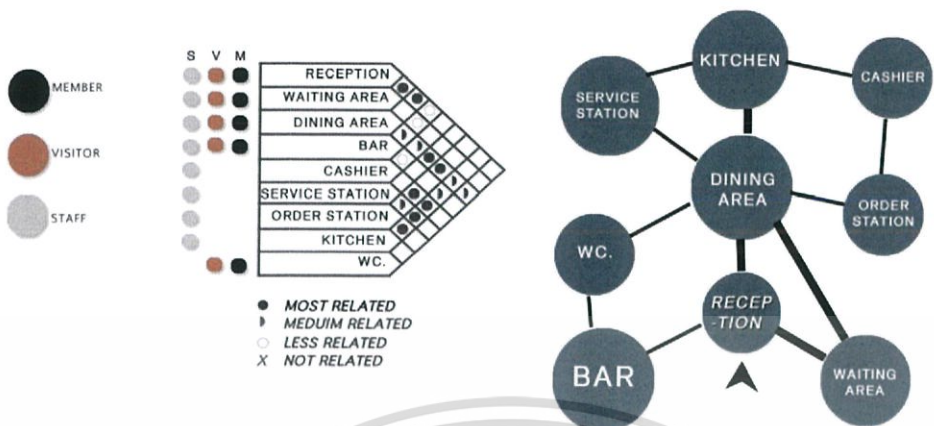 MEMBER
VISITOR
STAFF
S V M
RECEPTION
WAITING AREA
DINING AREA
BAR
CASHIER
SERVICE STATION
ORDER STATION
KITCHEN
WC.
MOST RELATED
MEDUIM RELATED
LESS RELATED
X NOT RELATED
KITCHEN
CASHIER
SERVICE
STATION
DINING
AREA
ORDER
STATION
WC.
RECEP
-TION
BAR
WAITING
AREA